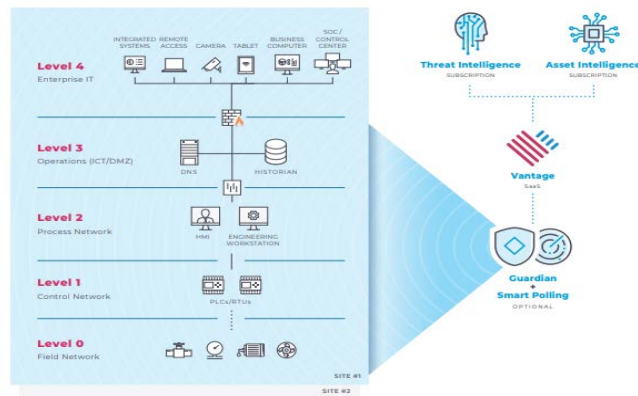 INTEGRATED
SYSTEMS
REMOTE
ACCESS
CAMERA
TABLET
BUSINESS
COMPUTER
SOC /
CONTROL
CENTER
Level 4
Enterprise IT
Level 3
Operations (ICT/DMZ)
DNS
HISTORIAN
Level 2
Process Network
HMI
ENGINEERING
WORKSTATION
Level 1
Control Network
PLCs/RTUs
Level 0
Field Network
SITE #1
SITE #2
Threat Intelligence
SUBSCRIPTION
Asset Intelligence
SUBSCRIPTION
Vantage
SaaS
Guardian
+
Smart Polling
OPTIONAL